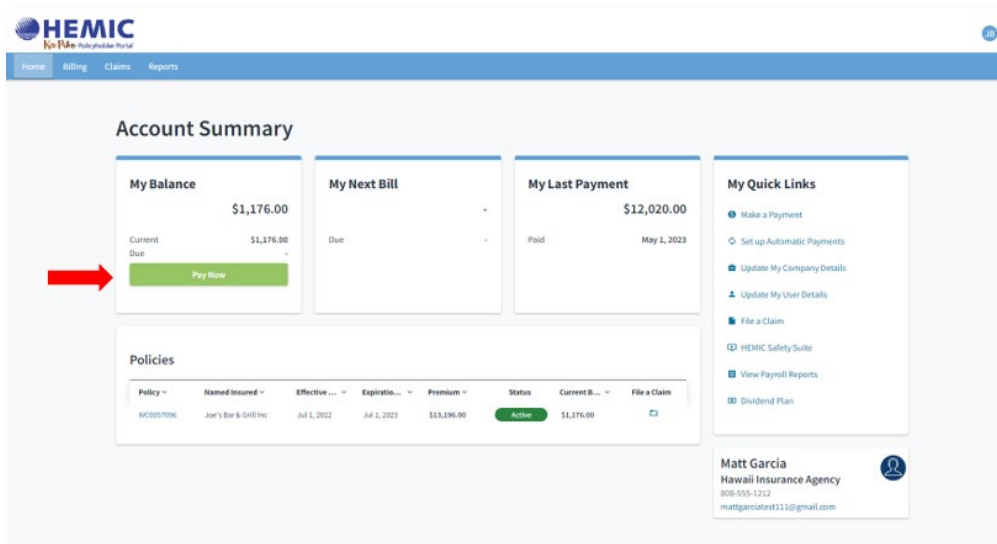 HEMIC
Ka Pike Policyholder Portal
JB
Home Billing Claims Reports
Account Summary
My Balance
$1,176.00
Current $1,176.00
Due -
Pay Now
My Next Bill
-
Due -
My Last Payment
$12,020.00
Paid May 1, 2023
My Quick Links
Make a Payment
Set up Automatic Payments
Update My Company Details
Update My User Details
File a Claim
HEMIC Safety Suite
View Payroll Reports
Dividend Plan
Policies
Policy Named Insured Effective ... Expiratio... Premium Status Current B... File a Claim
WC0057096 Joe's Bar & Grill Inc Jul 1, 2022 Jul 1, 2023 $13,196.00 Active $1,176.00
Matt Garcia
Hawaii Insurance Agency
808-555-1212
mattgarciatest111@gmail.com